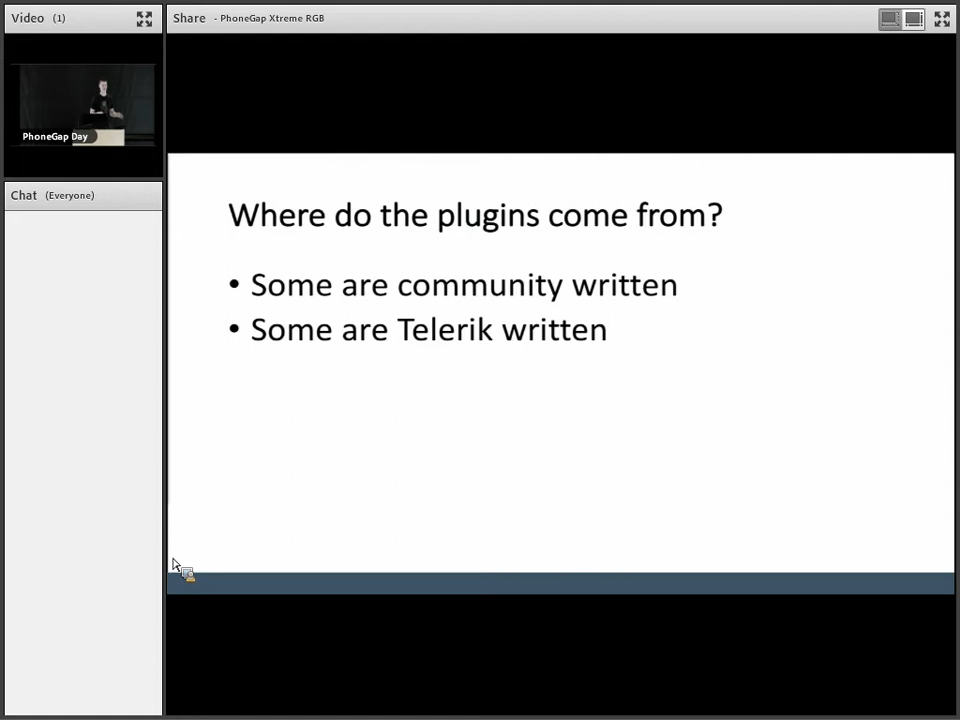 Video (1)
Share - PhoneGap Xtreme RGB
PhoneGap Day
Chat (Everyone)
Where do the plugins come from?
• Some are community written
• Some are Telerik written